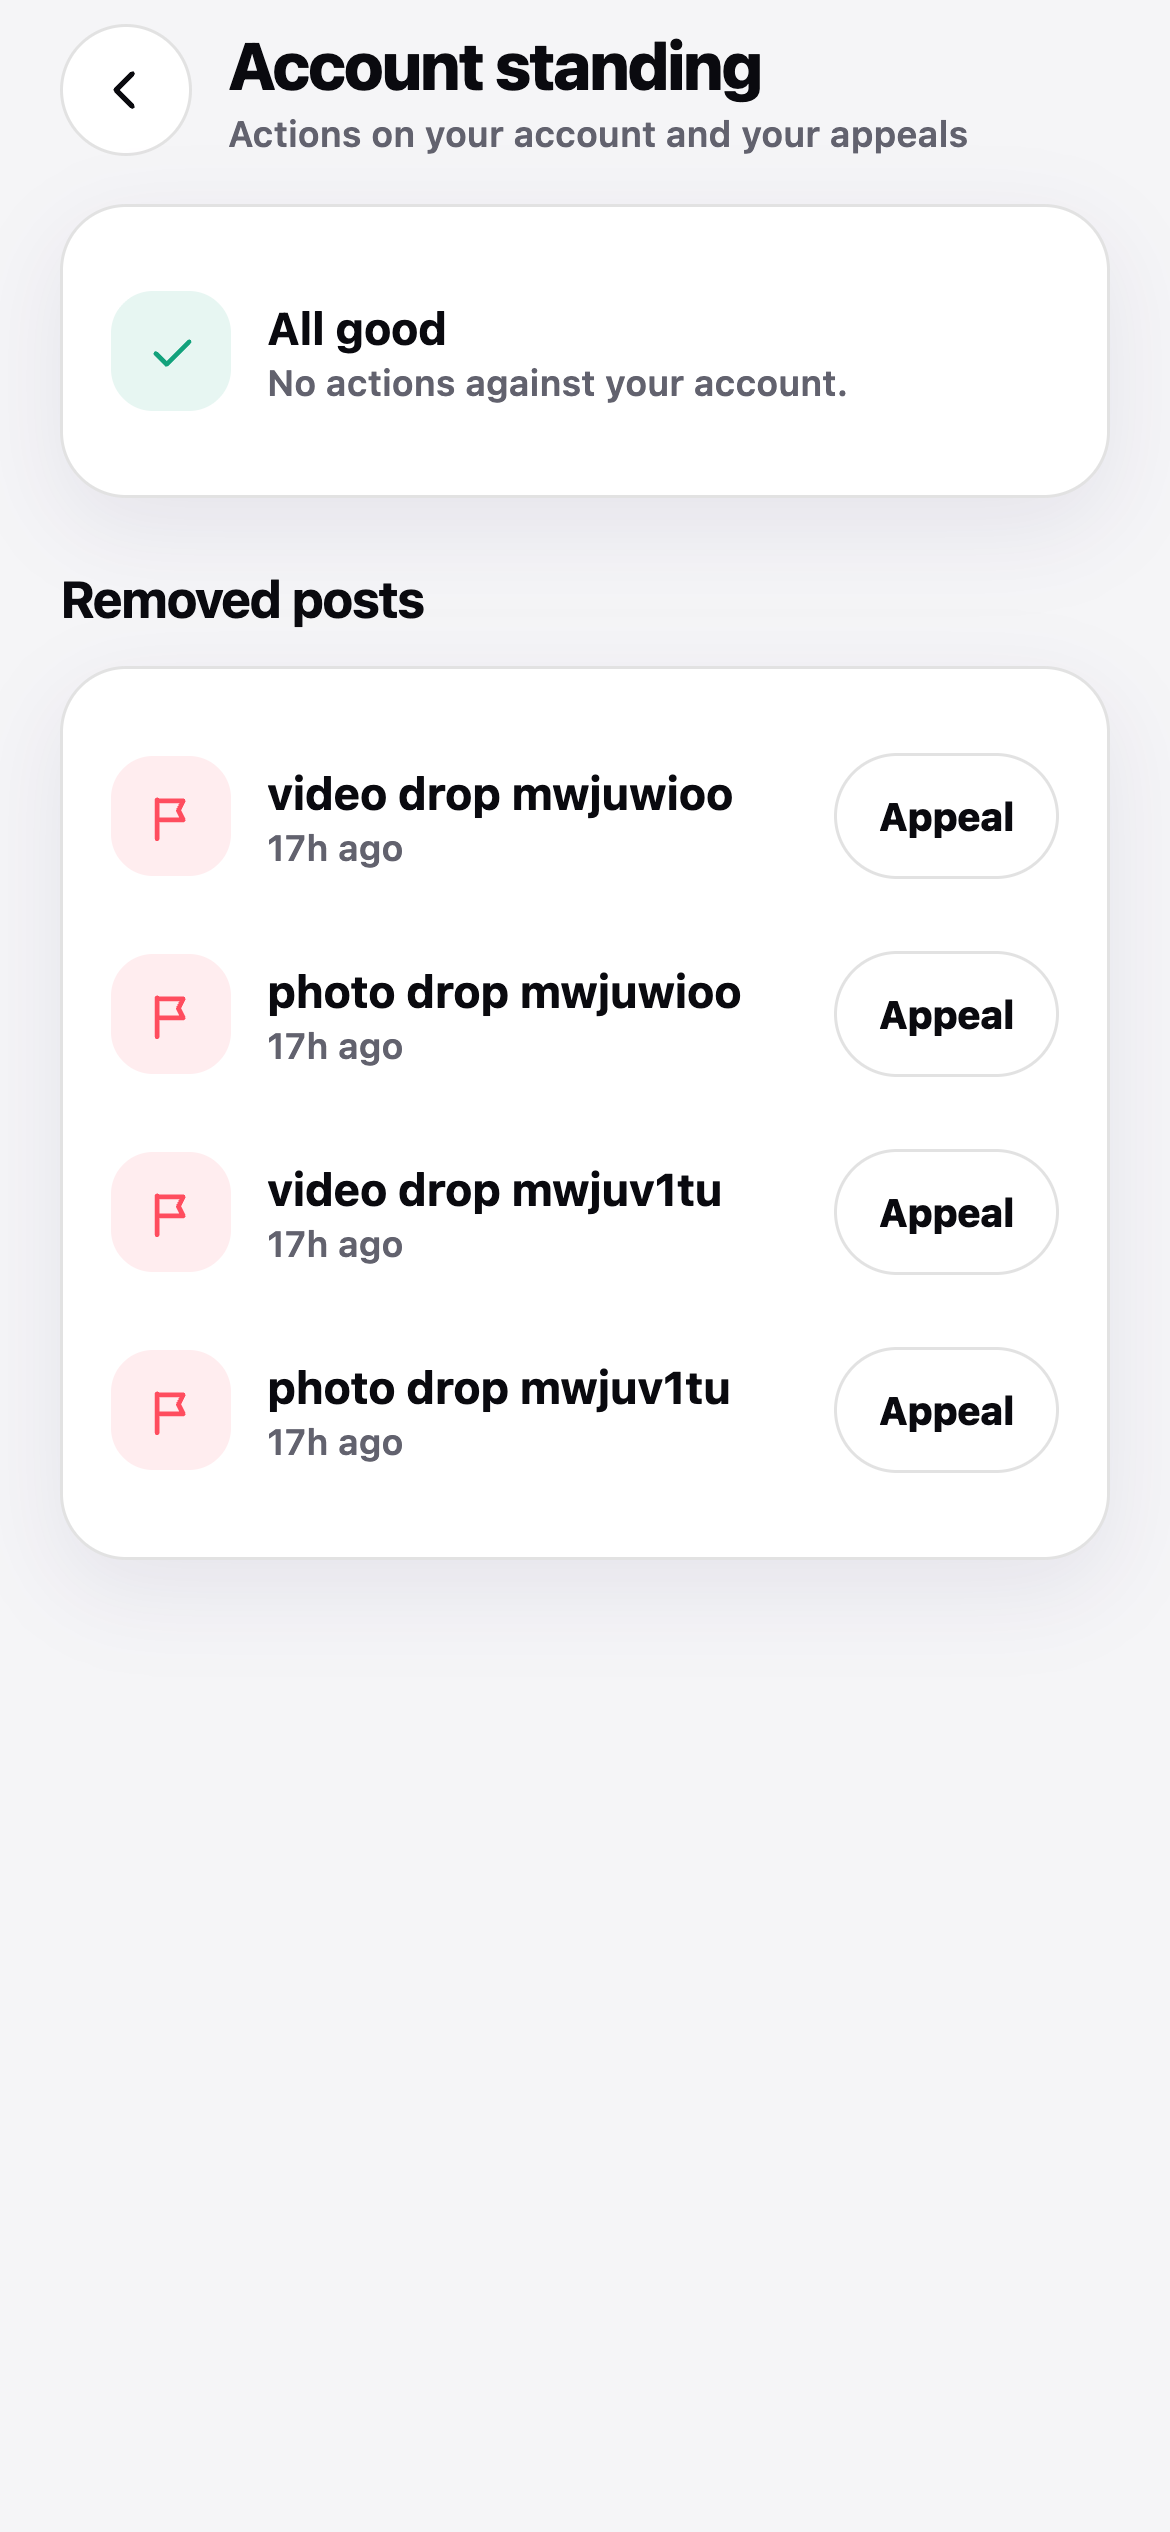 Account standing
Actions on your account and your appeals
All good
No actions against your account.
Removed posts
video drop mwjuwioo
17h ago
Appeal
photo drop mwjuwioo
17h ago
Appeal
video drop mwjuv1tu
17h ago
Appeal
photo drop mwjuv1tu
17h ago
Appeal